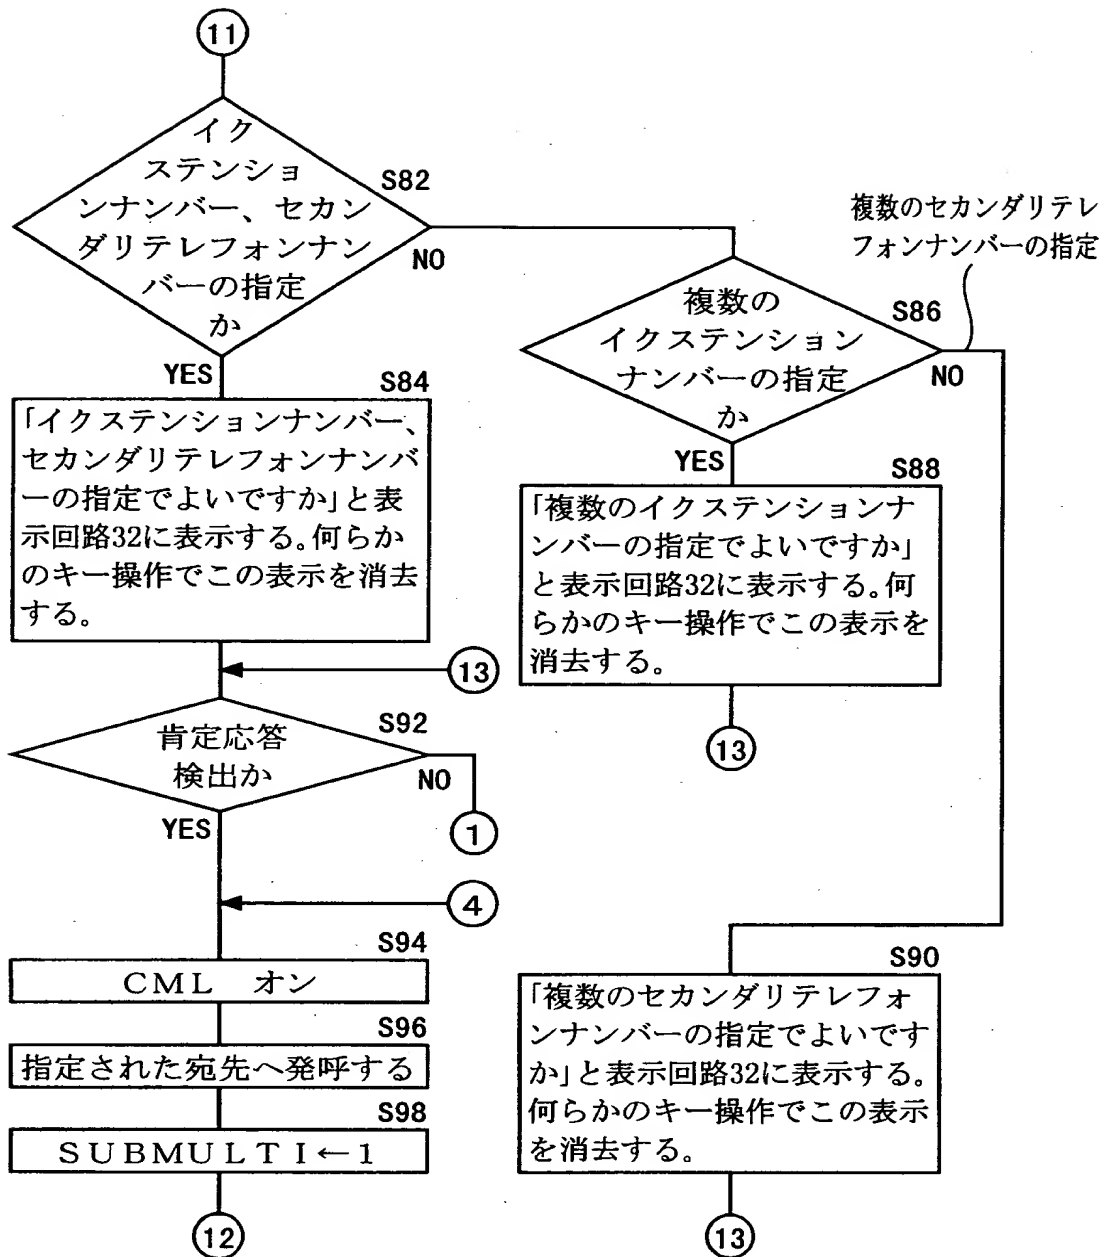 11
イク
ステンショ
ンナンバー、セカン
ダリテレフォンナン
バーの指定
か
S82
NO
YES
S84
「イクステンションナンバー、
セカンダリテレフォンナンバ
ーの指定でよいですか」と表
示回路32に表示する。何らか
のキー操作でこの表示を消去
する。
13
S92
肯定応答
検出か
NO
1
YES
4
S94
CML オン
S96
指定された宛先へ発呼する
S98
SUBMULTI←1
12
複数のセカンダリテレ
フォンナンバーの指定
S86
複数の
イクステンション
ナンバーの指定
か
NO
YES
S88
「複数のイクステンションナ
ンバーの指定でよいですか」
と表示回路32に表示する。何
らかのキー操作でこの表示を
消去する。
13
S90
「複数のセカンダリテレフォ
ンナンバーの指定でよいです
か」と表示回路32に表示する。
何らかのキー操作でこの表示
を消去する。
13